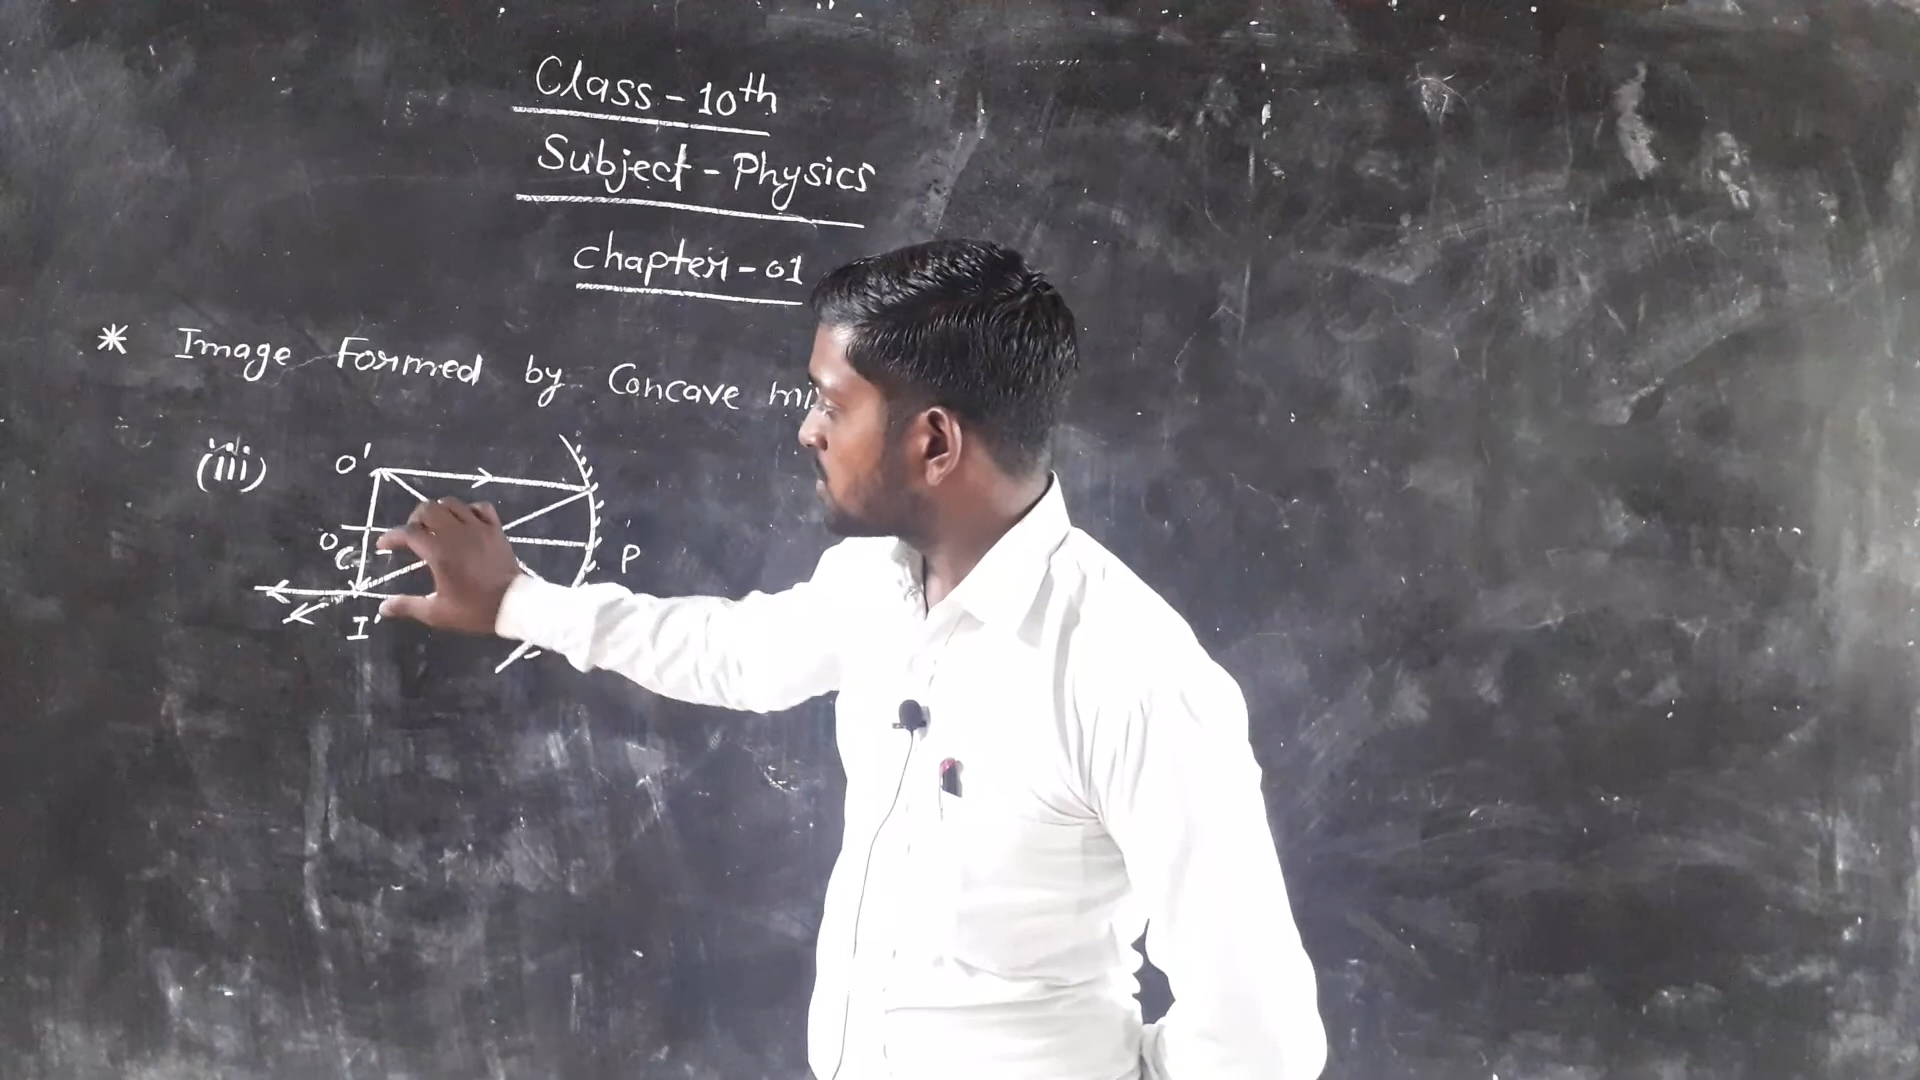 Class - 10th
Subject - Physics
Chapter - 01
* Image Formed by Concave
(iii)
O'
O
C
P
I'